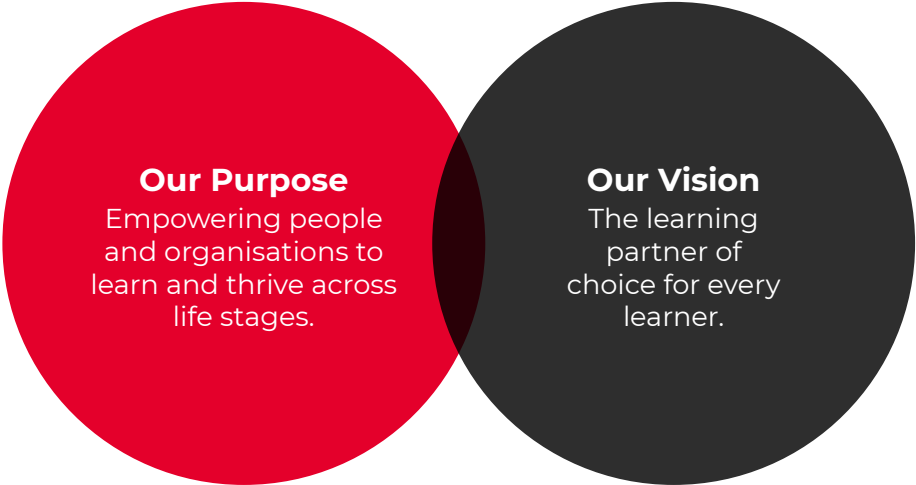 Our Purpose
Empowering people
and organisations to
learn and thrive across
life stages.
Our Vision
The learning
partner of
choice for every
learner.